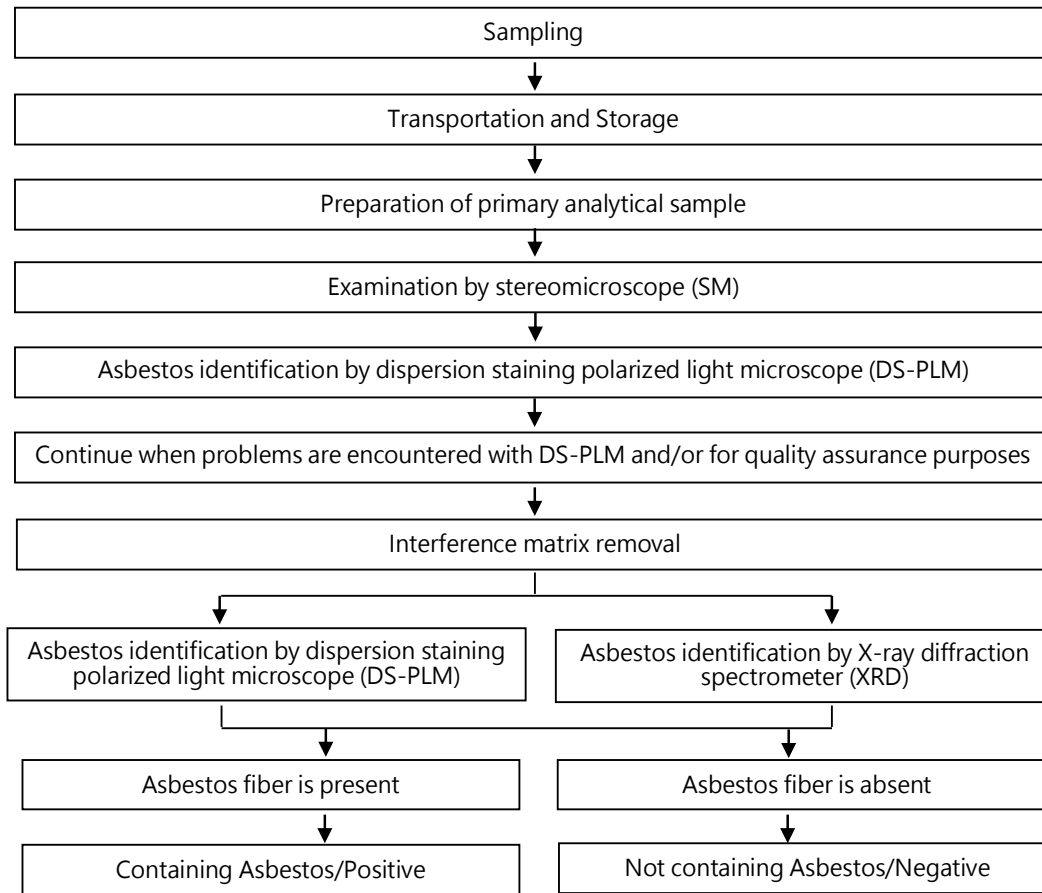 Sampling
Transportation and Storage
Preparation of primary analytical sample
Examination by stereomicroscope (SM)
Asbestos identification by dispersion staining polarized light microscope (DS-PLM)
Continue when problems are encountered with DS-PLM and/or for quality assurance purposes
Interference matrix removal
Asbestos identification by dispersion staining
polarized light microscope (DS-PLM)
Asbestos identification by X-ray diffraction
spectrometer (XRD)
Asbestos fiber is present
Asbestos fiber is absent
Containing Asbestos/Positive
Not containing Asbestos/Negative